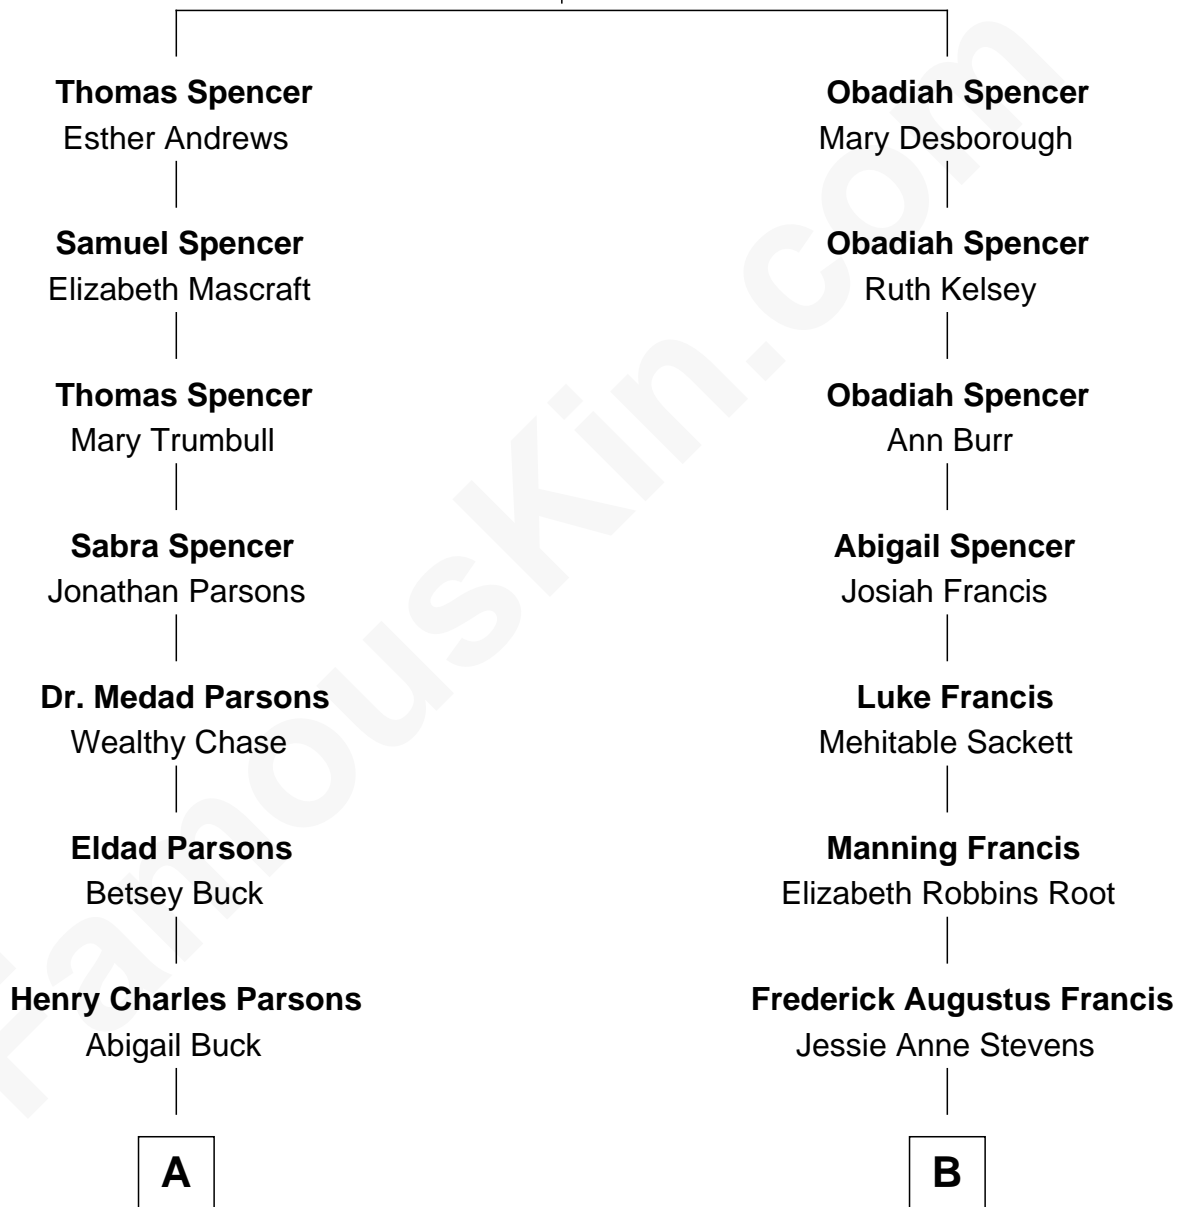 Thomas Spencer
Esther Andrews
Obadiah Spencer
Mary Desborough
Samuel Spencer
Elizabeth Mascraft
Obadiah Spencer
Ruth Kelsey
Thomas Spencer
Mary Trumbull
Obadiah Spencer
Ann Burr
Sabra Spencer
Jonathan Parsons
Abigail Spencer
Josiah Francis
Dr. Medad Parsons
Wealthy Chase
Luke Francis
Mehitable Sackett
Eldad Parsons
Betsey Buck
Manning Francis
Elizabeth Robbins Root
Henry Charles Parsons
Abigail Buck
Frederick Augustus Francis
Jessie Anne Stevens
A
B
FamousKin.com